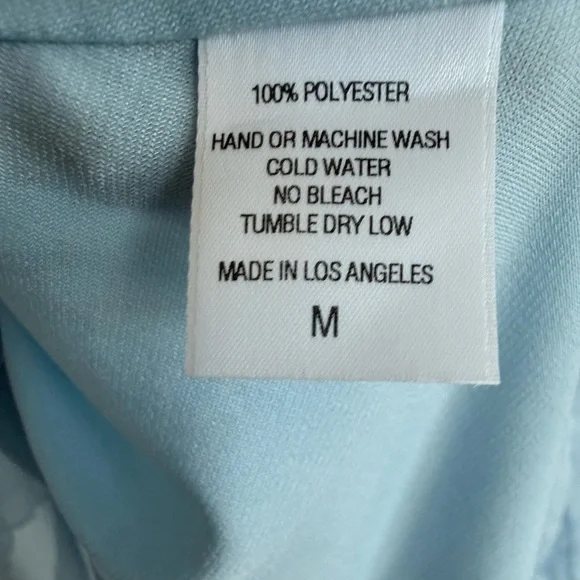 100% POLYESTER
HAND OR MACHINE WASH
COLD WATER
NO BLEACH
TUMBLE DRY LOW
MADE IN LOS ANGELES
M